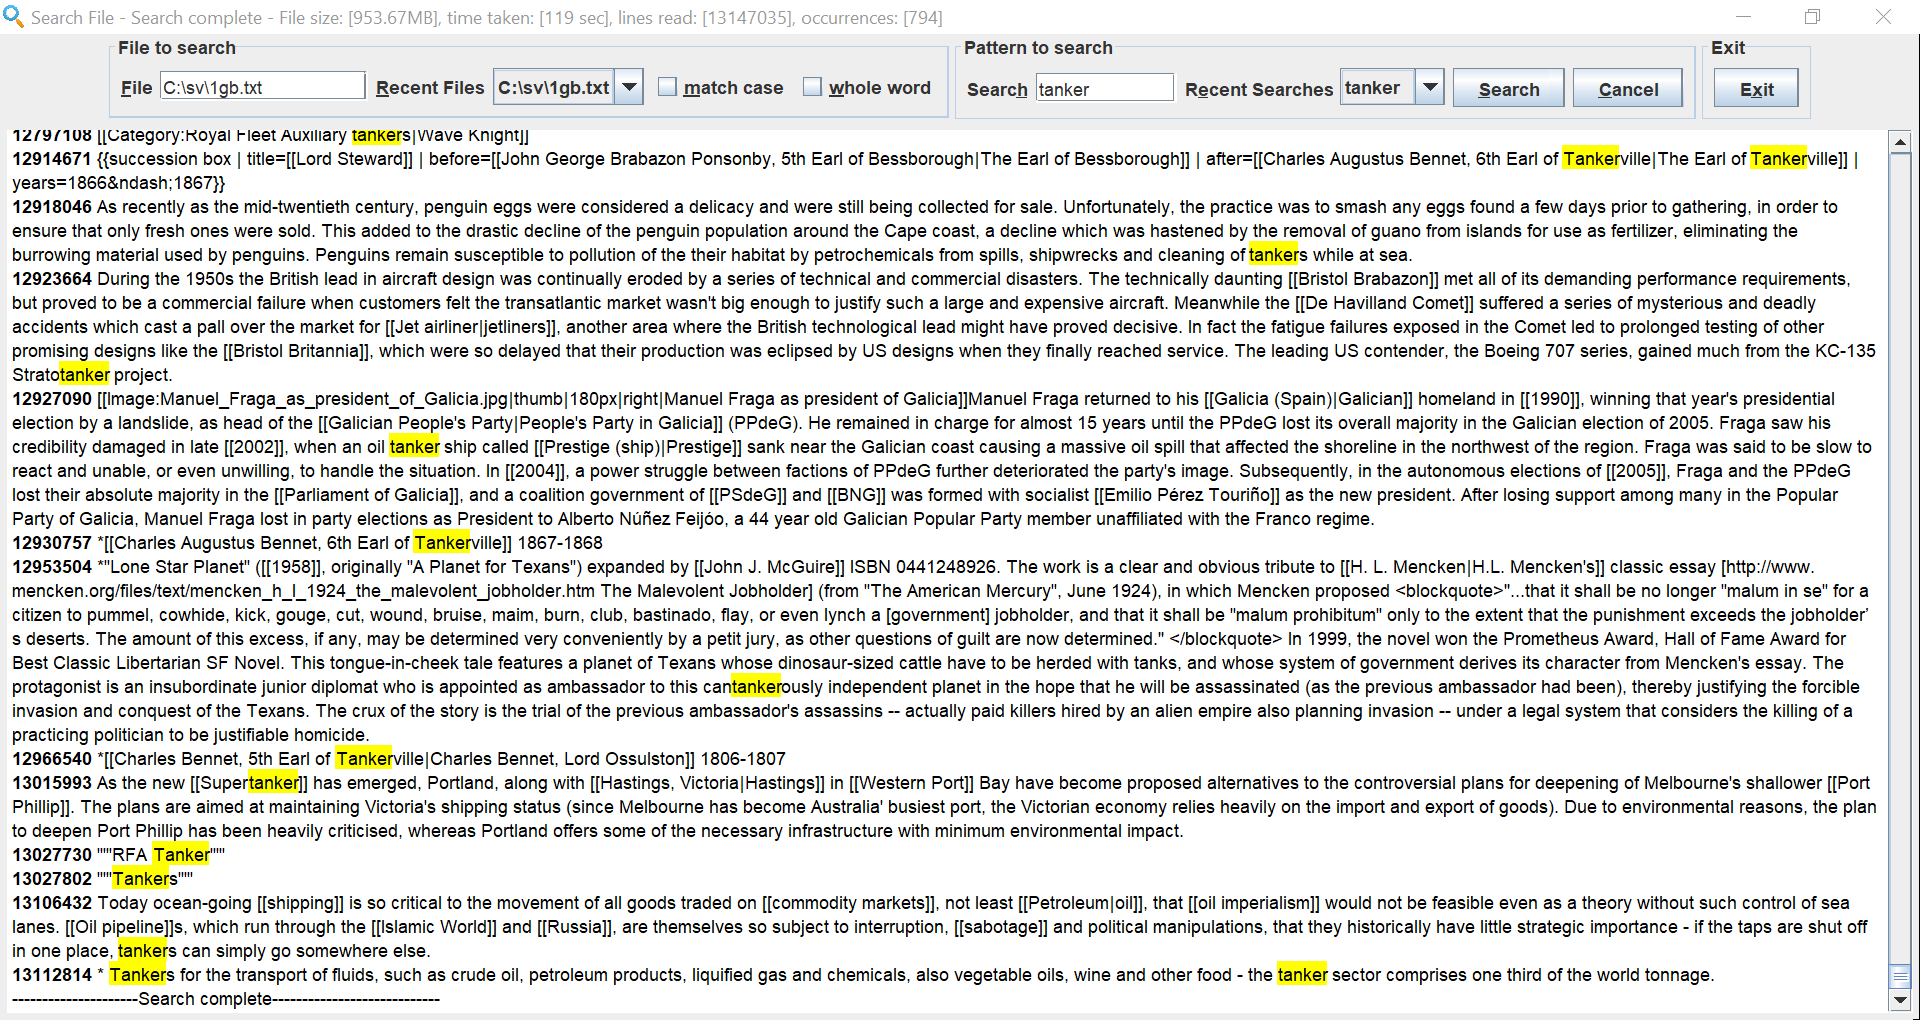 Search File - Search complete - File size: [953.67MB], time taken: [119 sec], lines read: [13147035], occurrences: [794]
File to search
Pattern to search
Exit
File C:\sv\1gb.txt Recent Files C:\sv\1gb.txt match case whole word Search tanker Recent Searches tanker Search Cancel Exit
12797108 [[Category:Royal Fleet Auxiliary tankers|Wave Knight]]
12914671 {{succession box | title=[[Lord Steward]] | before=[[John George Brabazon Ponsonby, 5th Earl of Bessborough|The Earl of Bessborough]] | after=[[Charles Augustus Bennet, 6th Earl of Tankerville|The Earl of Tankerville]] |
years=1866&ndash;1867}}
12918046 As recently as the mid-twentieth century, penguin eggs were considered a delicacy and were still being collected for sale. Unfortunately, the practice was to smash any eggs found a few days prior to gathering, in order to
ensure that only fresh ones were sold. This added to the drastic decline of the penguin population around the Cape coast, a decline which was hastened by the removal of guano from islands for use as fertilizer, eliminating the
burrowing material used by penguins. Penguins remain susceptible to pollution of the their habitat by petrochemicals from spills, shipwrecks and cleaning of tankers while at sea.
12923664 During the 1950s the British lead in aircraft design was continually eroded by a series of technical and commercial disasters. The technically daunting [[Bristol Brabazon]] met all of its demanding performance requirements,
but proved to be a commercial failure when customers felt the transatlantic market wasn't big enough to justify such a large and expensive aircraft. Meanwhile the [[De Havilland Comet]] suffered a series of mysterious and deadly
accidents which cast a pall over the market for [[Jet airliner|jetliners]], another area where the British technological lead might have proved decisive. In fact the fatigue failures exposed in the Comet led to prolonged testing of other
promising designs like the [[Bristol Britannia]], which were so delayed that their production was eclipsed by US designs when they finally reached service. The leading US contender, the Boeing 707 series, gained much from the KC-135
Stratotanker project.
12927090 [[Image:Manuel_Fraga_as_president_of_Galicia.jpg|thumb|180px|right|Manuel Fraga as president of Galicia]]Manuel Fraga returned to his [[Galicia (Spain)|Galician]] homeland in [[1990]], winning that year's presidential
election by a landslide, as head of the [[Galician People's Party|People's Party in Galicia]] (PPdeG). He remained in charge for almost 15 years until the PPdeG lost its overall majority in the Galician election of 2005. Fraga saw his
credibility damaged in late [[2002]], when an oil tanker ship called [[Prestige (ship)|Prestige]] sank near the Galician coast causing a massive oil spill that affected the shoreline in the northwest of the region. Fraga was said to be slow to
react and unable, or even unwilling, to handle the situation. In [[2004]], a power struggle between factions of PPdeG further deteriorated the party's image. Subsequently, in the autonomous elections of [[2005]], Fraga and the PPdeG
lost their absolute majority in the [[Parliament of Galicia]], and a coalition government of [[PSdeG]] and [[BNG]] was formed with socialist [[Emilio Pérez Touriño]] as the new president. After losing support among many in the Popular
Party of Galicia, Manuel Fraga lost in party elections as President to Alberto Núñez Feijóo, a 44 year old Galician Popular Party member unaffiliated with the Franco regime.
12930757 *[[Charles Augustus Bennet, 6th Earl of Tankerville]] 1867-1868
12953504 *"Lone Star Planet" ([[1958]], originally "A Planet for Texans") expanded by [[John J. McGuire]] ISBN 0441248926. The work is a clear and obvious tribute to [[H. L. Mencken|H.L. Mencken's]] classic essay [http://www.
mencken.org/files/text/mencken_h_l_1924_the_malevolent_jobholder.htm The Malevolent Jobholder] (from "The American Mercury", June 1924), in which Mencken proposed <blockquote>"...that it shall be no longer "malum in se" for a
citizen to pummel, cowhide, kick, gouge, cut, wound, bruise, maim, burn, club, bastinado, flay, or even lynch a [government] jobholder, and that it shall be "malum prohibitum" only to the extent that the punishment exceeds the jobholder'
s deserts. The amount of this excess, if any, may be determined very conveniently by a petit jury, as other questions of guilt are now determined." </blockquote> In 1999, the novel won the Prometheus Award, Hall of Fame Award for
Best Classic Libertarian SF Novel. This tongue-in-cheek tale features a planet of Texans whose dinosaur-sized cattle have to be herded with tanks, and whose system of government derives its character from Mencken's essay. The
protagonist is an insubordinate junior diplomat who is appointed as ambassador to this cantankerously independent planet in the hope that he will be assassinated (as the previous ambassador had been), thereby justifying the forcible
invasion and conquest of the Texans. The crux of the story is the trial of the previous ambassador's assassins -- actually paid killers hired by an alien empire also planning invasion -- under a legal system that considers the killing of a
practicing politician to be justifiable homicide.
12966540 *[[Charles Bennet, 5th Earl of Tankerville|Charles Bennet, Lord Ossulston]] 1806-1807
13015993 As the new [[Supertanker]] has emerged, Portland, along with [[Hastings, Victoria|Hastings]] in [[Western Port]] Bay have become proposed alternatives to the controversial plans for deepening of Melbourne's shallower [[Port
Phillip]]. The plans are aimed at maintaining Victoria's shipping status (since Melbourne has become Australia' busiest port, the Victorian economy relies heavily on the import and export of goods). Due to environmental reasons, the plan
to deepen Port Phillip has been heavily criticised, whereas Portland offers some of the necessary infrastructure with minimum environmental impact.
13027730 '"'"RFA Tanker"'"'
13027802 '"'"Tankers"'"'
13106432 Today ocean-going [[shipping]] is so critical to the movement of all goods traded on [[commodity markets]], not least [[Petroleum|oil]], that [[oil imperialism]] would not be feasible even as a theory without such control of sea
lanes. [[Oil pipeline]]s, which run through the [[Islamic World]] and [[Russia]], are themselves so subject to interruption, [[sabotage]] and political manipulations, that they historically have little strategic importance - if the taps are shut off
in one place, tankers can simply go somewhere else.
13112814 * Tankers for the transport of fluids, such as crude oil, petroleum products, liquified gas and chemicals, also vegetable oils, wine and other food - the tanker sector comprises one third of the world tonnage.
---------------------Search complete----------------------------